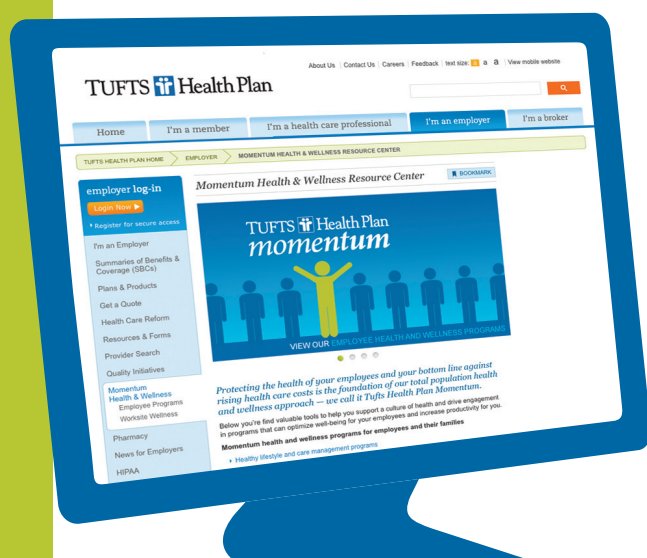 About Us | Contact Us | Careers | Feedback | text size: a a a | View mobile website
TUFTS Health Plan
Home
I'm a member
I'm a health care professional
I'm an employer
I'm a broker
TUFTS HEALTH PLAN HOME
EMPLOYER
MOMENTUM HEALTH & WELLNESS RESOURCE CENTER
employer log-in
Login Now
Register for secure access
I'm an Employer
Summaries of Benefits &
Coverage (SBCs)
Plans & Products
Get a Quote
Health Care Reform
Resources & Forms
Provider Search
Quality Initiatives
Momentum
Health & Wellness
Employee Programs
Worksite Wellness
Pharmacy
News for Employers
HIPAA
Momentum Health & Wellness Resource Center
BOOKMARK
TUFTS Health Plan
momentum
VIEW OUR EMPLOYEE HEALTH AND WELLNESS PROGRAMS
Protecting the health of your employees and your bottom line against
rising health care costs is the foundation of our total population health
and wellness approach — we call it Tufts Health Plan Momentum.
Below you're find valuable tools to help you support a culture of health and drive engagement
in programs that can optimize well-being for your employees and increase productivity for you.
Momentum health and wellness programs for employees and their families
Healthy lifestyle and care management programs